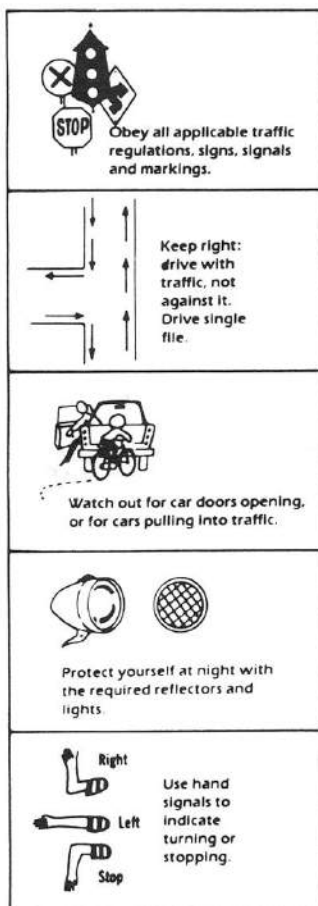 STOP
Obey all applicable traffic
regulations, signs, signals
and markings.
Keep right:
drive with
traffic, not
against it.
Drive single
file.
Watch out for car doors opening,
or for cars pulling into traffic.
Protect yourself at night with
the required reflectors and
lights.
Right
Left
Stop
Use hand
signals to
indicate
turning or
stopping.